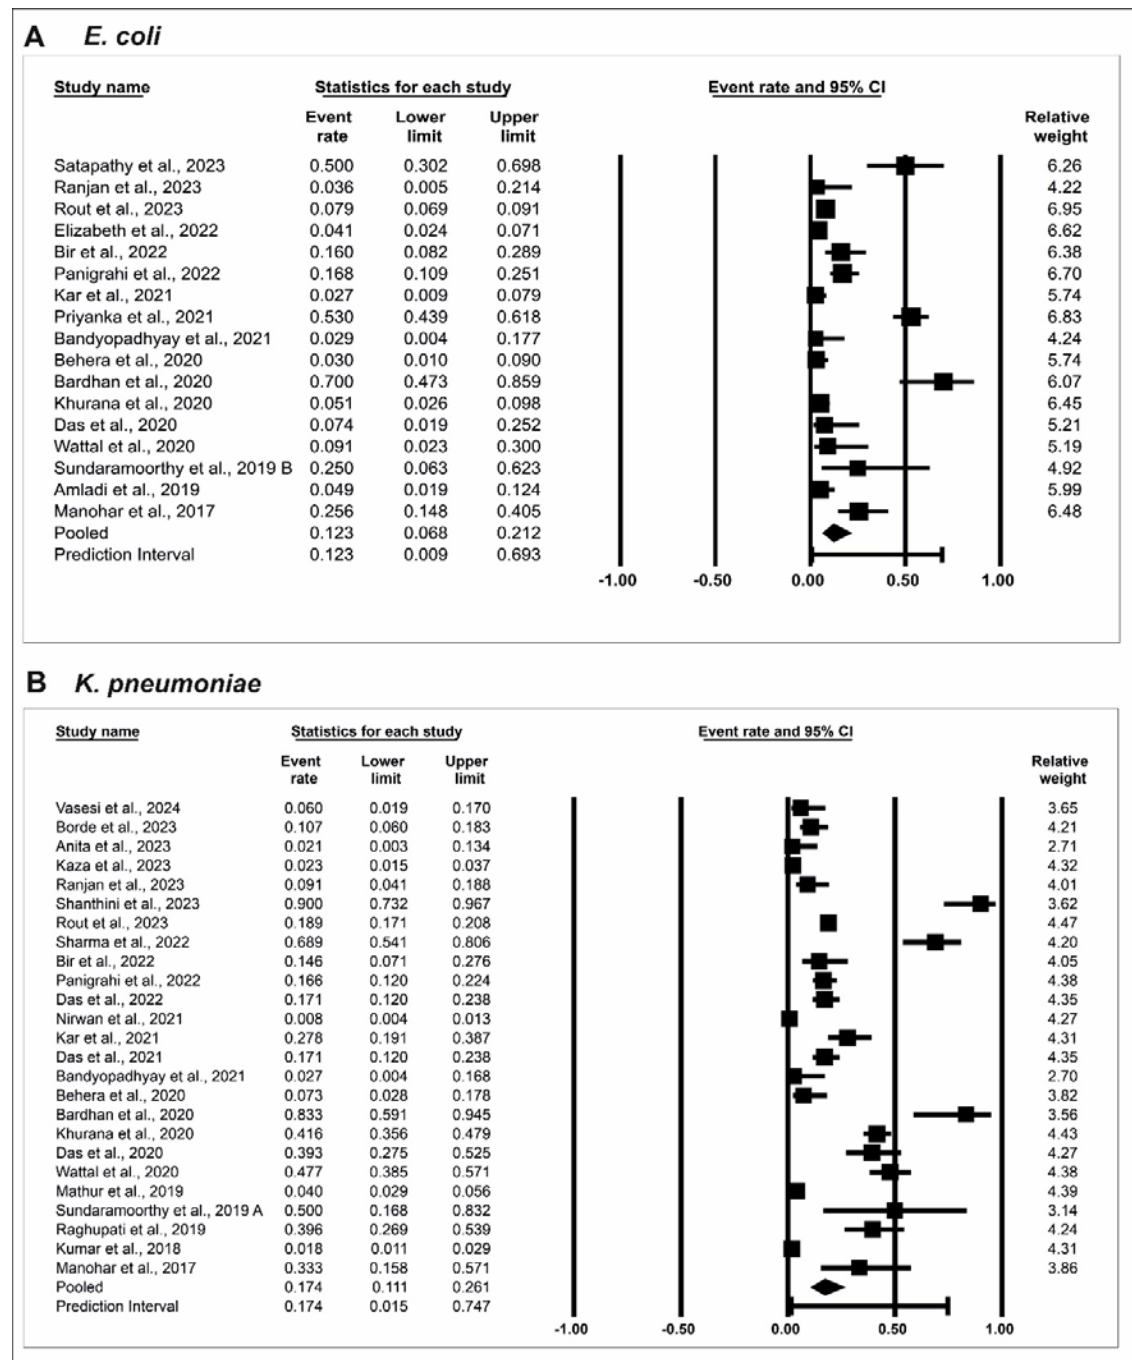 A E. coli
Study name Statistics for each study Event rate and 95% CI
Event rate Lower limit Upper limit Relative weight
Satapathy et al., 2023 0.500 0.302 0.698 6.26
Ranjan et al., 2023 0.036 0.005 0.214 4.22
Rout et al., 2023 0.079 0.069 0.091 6.95
Elizabeth et al., 2022 0.041 0.024 0.071 6.62
Bir et al., 2022 0.160 0.082 0.289 6.38
Panigrahi et al., 2022 0.168 0.109 0.251 6.70
Kar et al., 2021 0.027 0.009 0.079 5.74
Priyanka et al., 2021 0.530 0.439 0.618 6.83
Bandyopadhyay et al., 2021 0.029 0.004 0.177 4.24
Behera et al., 2020 0.030 0.010 0.090 5.74
Bardhan et al., 2020 0.700 0.473 0.859 6.07
Khurana et al., 2020 0.051 0.026 0.098 6.45
Das et al., 2020 0.074 0.019 0.252 5.21
Wattal et al., 2020 0.091 0.023 0.300 5.19
Sundaramoorthy et al., 2019 B 0.250 0.063 0.623 4.92
Amladi et al., 2019 0.049 0.019 0.124 5.99
Manohar et al., 2017 0.256 0.148 0.405 6.48
Pooled 0.123 0.068 0.212
Prediction Interval 0.123 0.009 0.693
-1.00 -0.50 0.00 0.50 1.00
B K. pneumoniae
Study name Statistics for each study Event rate and 95% CI
Event rate Lower limit Upper limit Relative weight
Vasesi et al., 2024 0.060 0.019 0.170 3.65
Borde et al., 2023 0.107 0.060 0.183 4.21
Anita et al., 2023 0.021 0.003 0.134 2.71
Kaza et al., 2023 0.023 0.015 0.037 4.32
Ranjan et al., 2023 0.091 0.041 0.188 4.01
Shanthini et al., 2023 0.900 0.732 0.967 3.62
Rout et al., 2023 0.189 0.171 0.208 4.47
Sharma et al., 2022 0.689 0.541 0.806 4.20
Bir et al., 2022 0.146 0.071 0.276 4.05
Panigrahi et al., 2022 0.166 0.120 0.224 4.38
Das et al., 2022 0.171 0.120 0.238 4.35
Nirwan et al., 2021 0.008 0.004 0.013 4.27
Kar et al., 2021 0.278 0.191 0.387 4.31
Das et al., 2021 0.171 0.120 0.238 4.35
Bandyopadhyay et al., 2021 0.027 0.004 0.168 2.70
Behera et al., 2020 0.073 0.028 0.178 3.82
Bardhan et al., 2020 0.833 0.591 0.945 3.56
Khurana et al., 2020 0.416 0.356 0.479 4.43
Das et al., 2020 0.393 0.275 0.525 4.27
Wattal et al., 2020 0.477 0.385 0.571 4.38
Mathur et al., 2019 0.040 0.029 0.056 4.39
Sundaramoorthy et al., 2019 A 0.500 0.168 0.832 3.14
Raghupati et al., 2019 0.396 0.269 0.539 4.24
Kumar et al., 2018 0.018 0.011 0.029 4.31
Manohar et al., 2017 0.333 0.158 0.571 3.86
Pooled 0.174 0.111 0.261
Prediction Interval 0.174 0.015 0.747
-1.00 -0.50 0.00 0.50 1.00